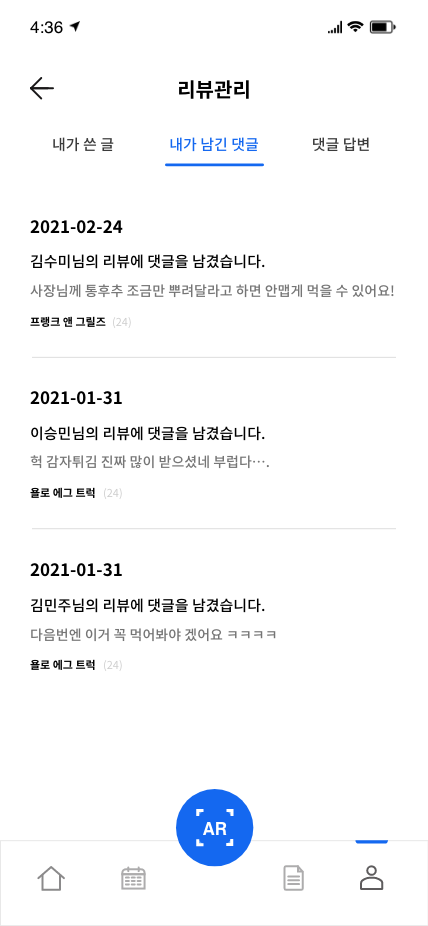 4:36
리뷰관리
내가 쓴 글 내가 남긴 댓글 댓글 답변
2021-02-24
김수미님의 리뷰에 댓글을 남겼습니다.
사장님께 통후추 조금만 뿌려달라고 하면 안맵게 먹을 수 있어요!
프랭크 앤 그릴즈 (24)
2021-01-31
이승민님의 리뷰에 댓글을 남겼습니다.
헉 감자튀김 진짜 많이 받으셨네 부럽다….
욜로 에그 트럭 (24)
2021-01-31
김민주님의 리뷰에 댓글을 남겼습니다.
다음번엔 이거 꼭 먹어봐야 겠어요 ㅋㅋㅋㅋ
욜로 에그 트럭 (24)
AR